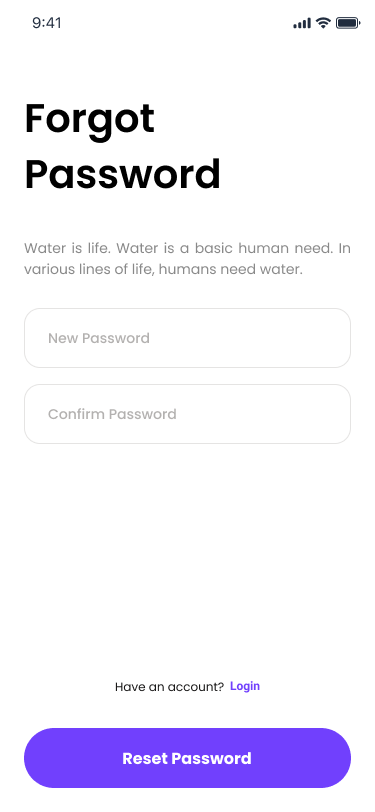 9:41
Forgot
Password
Water is life. Water is a basic human need. In
various lines of life, humans need water.
New Password
Confirm Password
Have an account? Login
Reset Password